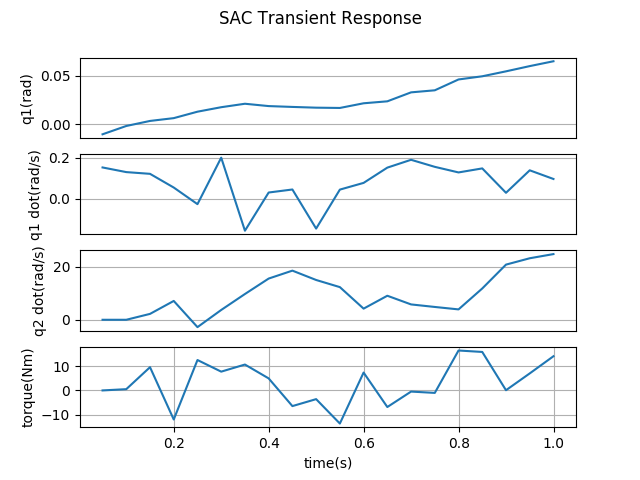 SAC Transient Response
q1(rad)
0.05
0.00
q1 dot(rad/s)
0.2
0.0
q2 dot(rad/s)
20
0
torque(Nm)
10
0
−10
0.2 0.4 0.6 0.8 1.0
time(s)